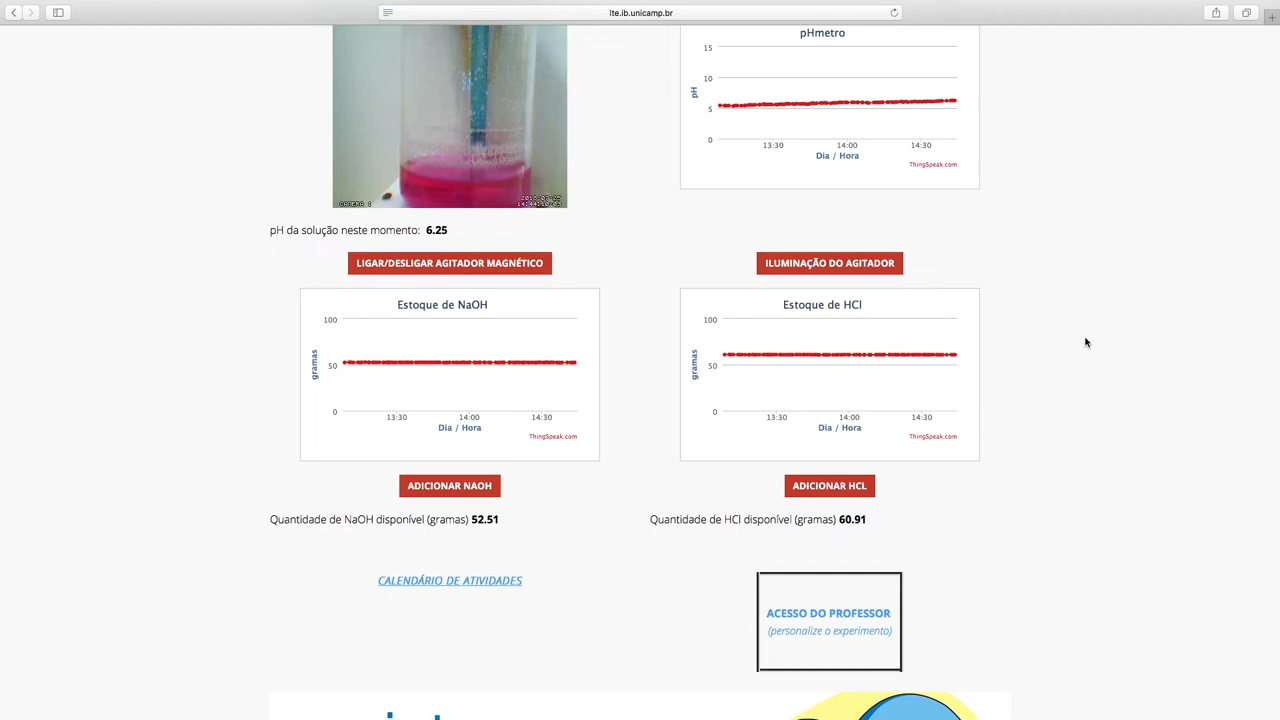 lte.ib.unicamp.br
pHmetro
15
10
5
0
pH
13:30 14:00 14:30
Dia / Hora
ThingSpeak.com
CAMERA 1
pH da solução neste momento: 6.25
LIGAR/DESLIGAR AGITADOR MAGNÉTICO
ILUMINAÇÃO DO AGITADOR
Estoque de NaOH
100
50
0
gramas
13:30 14:00 14:30
Dia / Hora
ThingSpeak.com
Estoque de HCl
100
50
0
gramas
13:30 14:00 14:30
Dia / Hora
ThingSpeak.com
ADICIONAR NAOH
ADICIONAR HCL
Quantidade de NaOH disponível (gramas) 52.51
Quantidade de HCl disponível (gramas) 60.91
CALENDÁRIO DE ATIVIDADES
ACESSO DO PROFESSOR
(personalize o experimento)